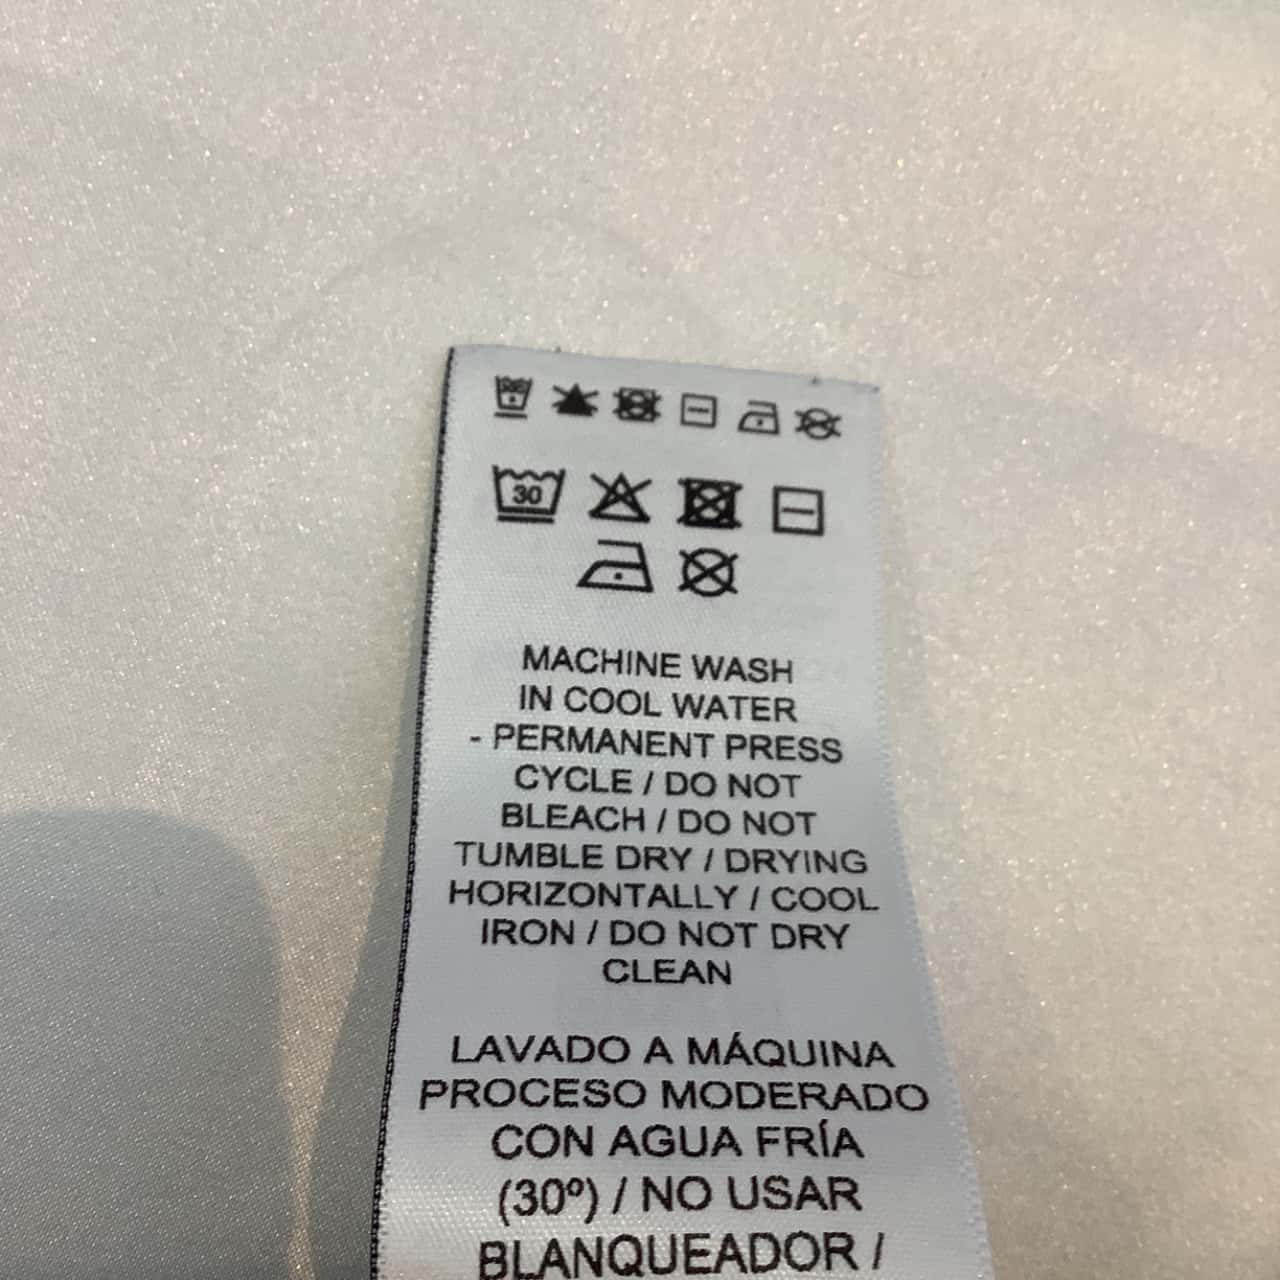 30
MACHINE WASH
IN COOL WATER
- PERMANENT PRESS
CYCLE / DO NOT
BLEACH / DO NOT
TUMBLE DRY / DRYING
HORIZONTALLY / COOL
IRON / DO NOT DRY
CLEAN
LAVADO A MÁQUINA
PROCESO MODERADO
CON AGUA FRÍA
(30º) / NO USAR
BLANQUEADOR /